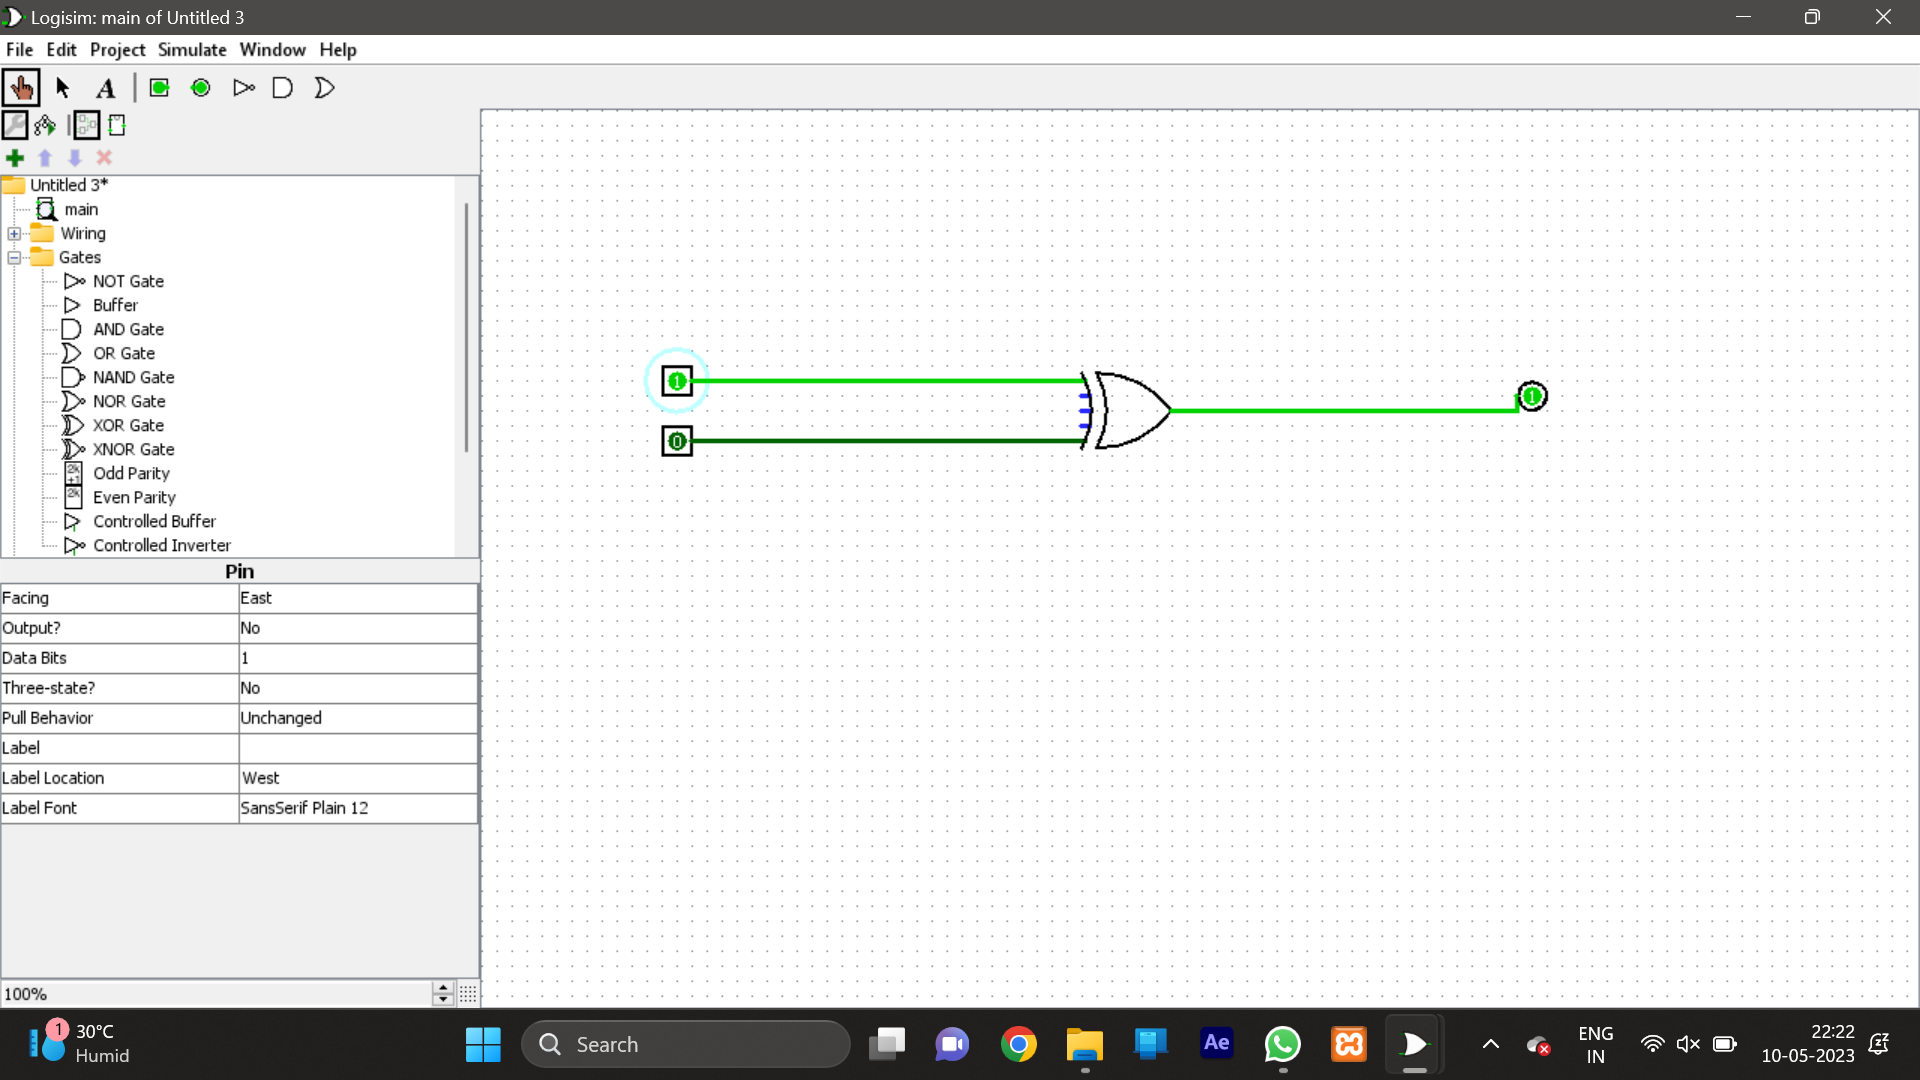 Logisim: main of Untitled 3
File Edit Project Simulate Window Help
A
Untitled 3*
main
Wiring
Gates
NOT Gate
Buffer
AND Gate
OR Gate
NAND Gate
NOR Gate
XOR Gate
XNOR Gate
2k
+1
Odd Parity
2k
Even Parity
Controlled Buffer
Controlled Inverter
Pin
Facing East
Output? No
Data Bits 1
Three-state? No
Pull Behavior Unchanged
Label
Label Location West
Label Font SansSerif Plain 12
100%
1
0
1
1
30°C
Humid
Search
Ae
ENG
IN
22:22
10-05-2023